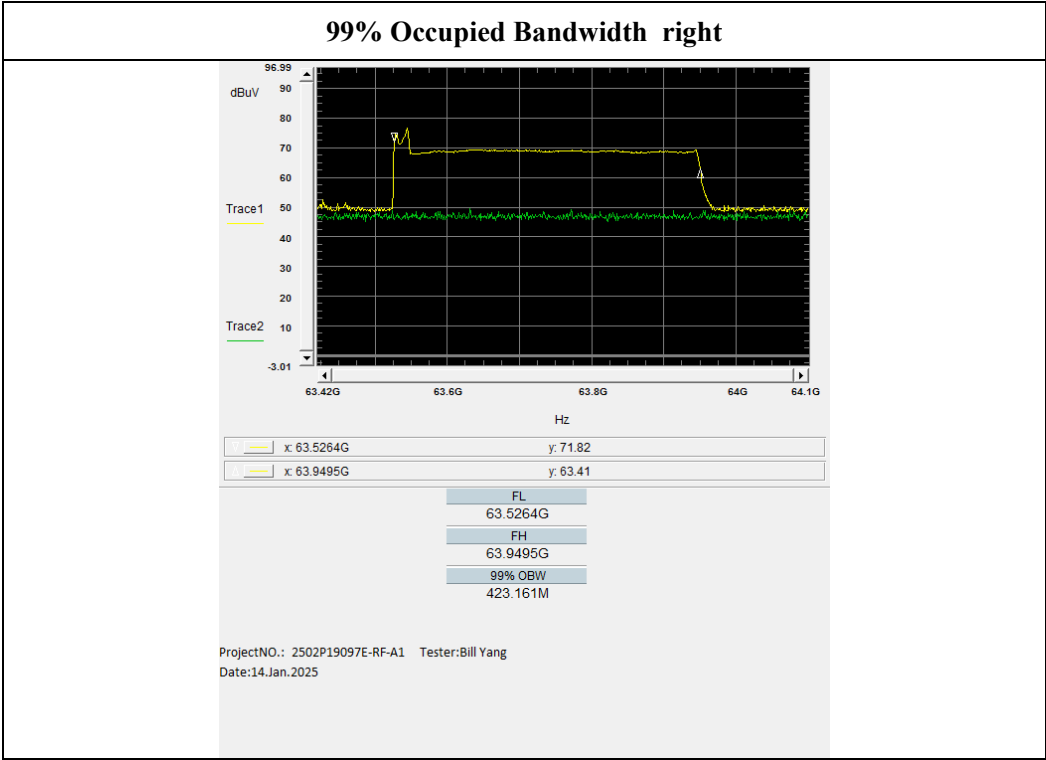 99% Occupied Bandwidth  right
96.99
dBuV
90
80
70
60
Trace1
50
40
30
20
Trace2
10
-3.01
63.42G 63.6G 63.8G 64G 64.1G
Hz
x: 63.5264G y: 71.82
x: 63.9495G y: 63.41
FL
63.5264G
FH
63.9495G
99% OBW
423.161M
ProjectNO.: 2502P19097E-RF-A1 Tester:Bill Yang
Date:14.Jan.2025